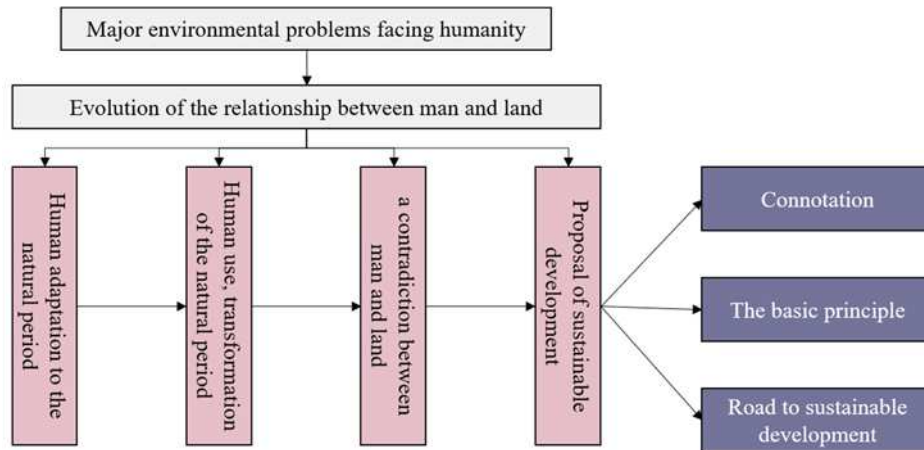 Major environmental problems facing humanity
Evolution of the relationship between man and land
Human adaptation to the
natural period
Human use, transformation
of the natural period
a contradiction between
man and land
Proposal of sustainable
development
Connotation
The basic principle
Road to sustainable
development